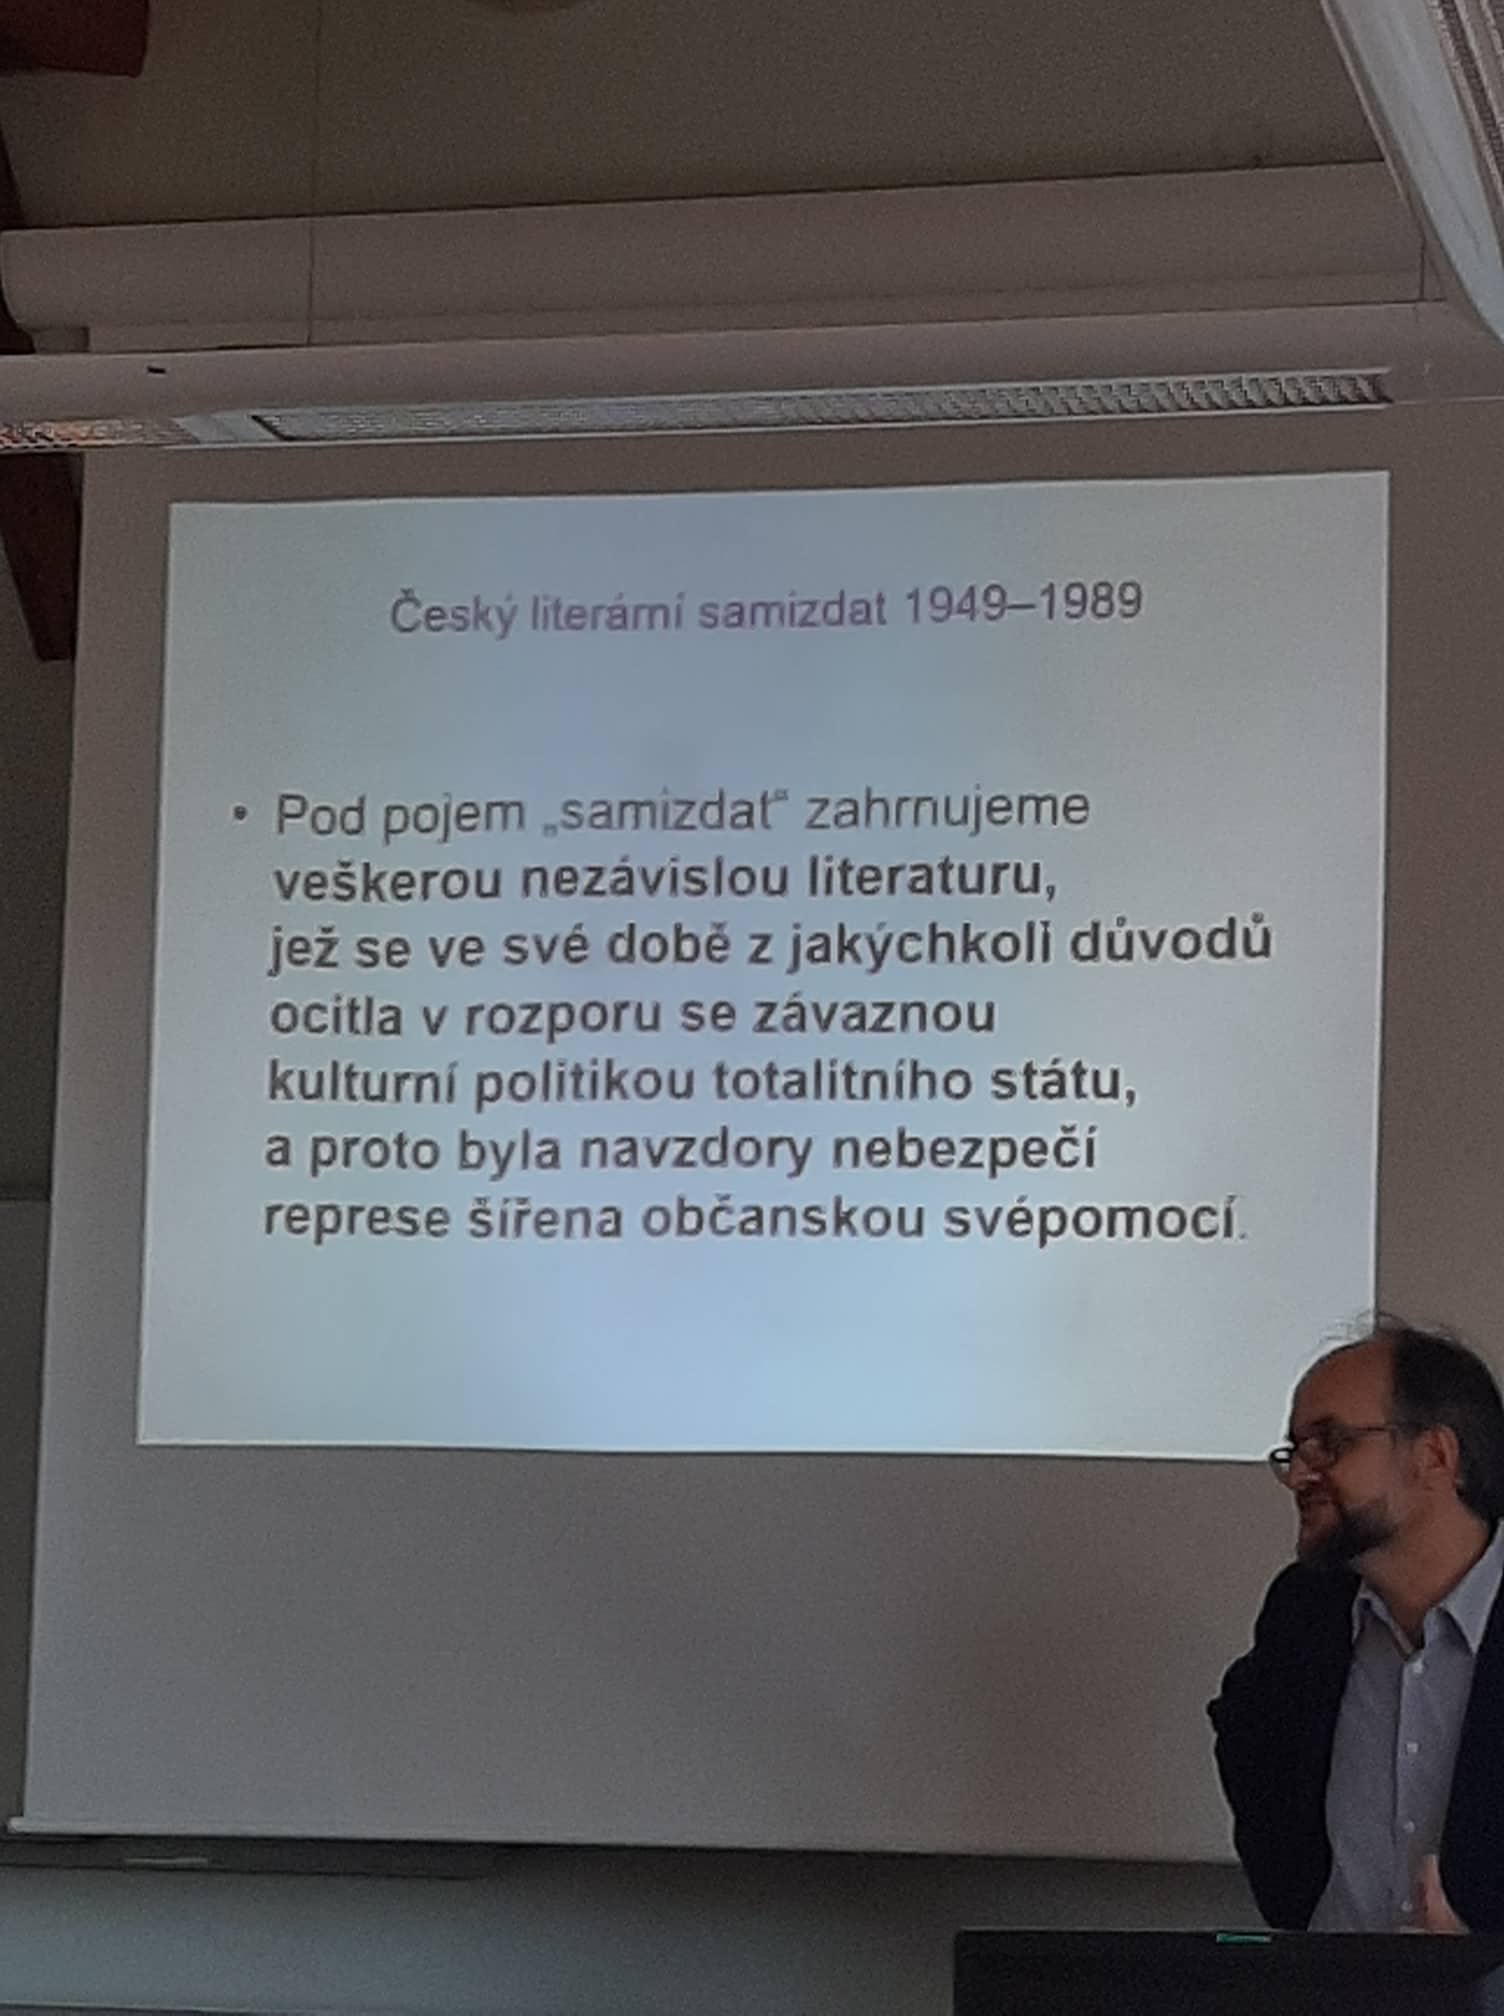 Český literární samizdat 1949–1989
• Pod pojem „samizdat“ zahrnujeme
veškerou nezávislou literaturu,
jež se ve své době z jakýchkoli důvodů
ocitla v rozporu se závaznou
kulturní politikou totalitního státu,
a proto byla navzdory nebezpečí
represe šířena občanskou svépomocí.